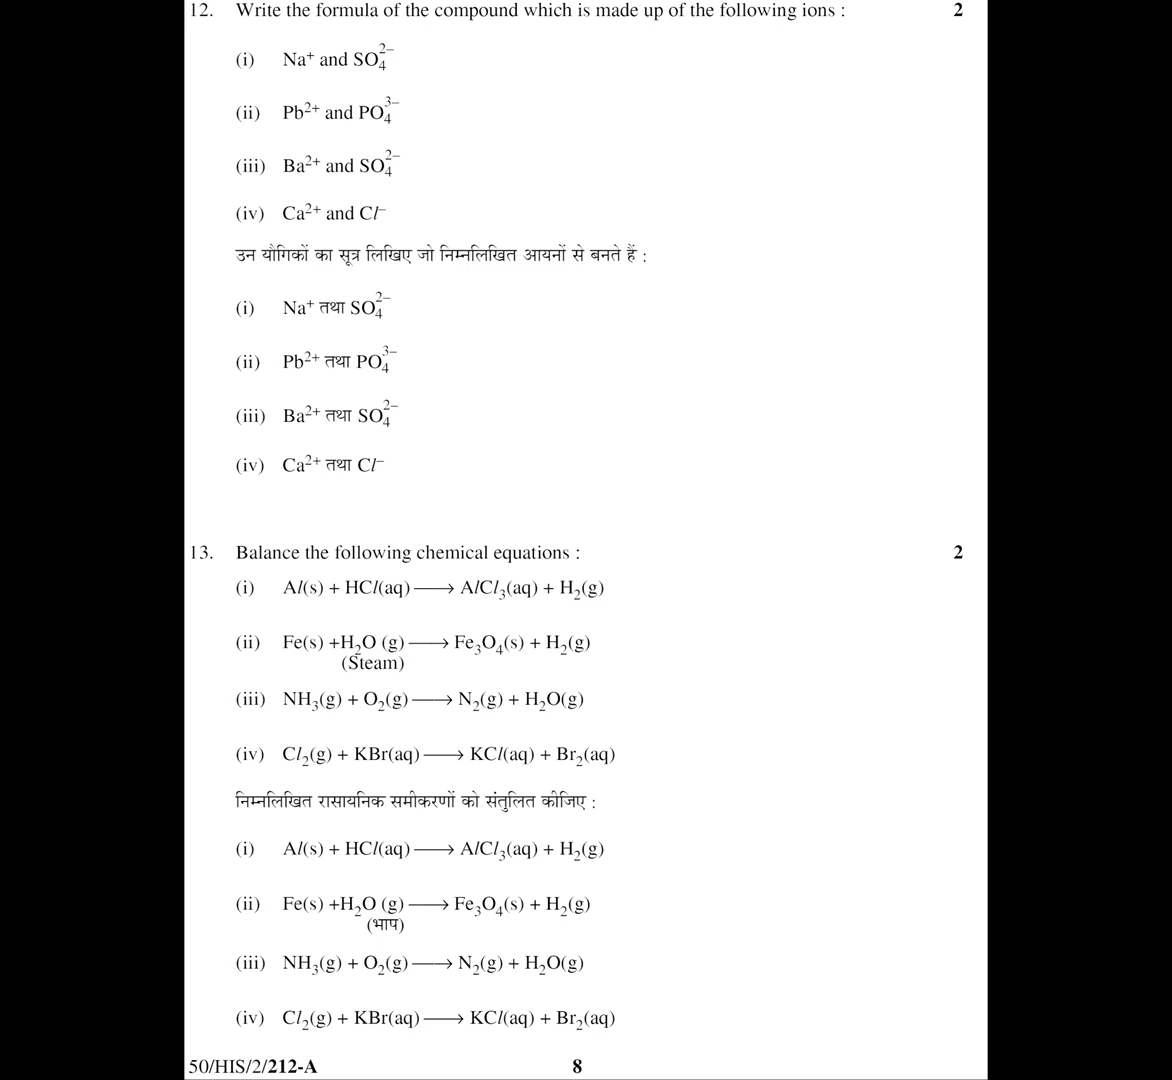 12. Write the formula of the compound which is made up of the following ions : 2
(i) Na⁺ and SO₄²⁻
(ii) Pb²⁺ and PO₄³⁻
(iii) Ba²⁺ and SO₄²⁻
(iv) Ca²⁺ and Cl⁻
उन यौगिकों का सूत्र लिखिए जो निम्नलिखित आयनों से बनते हैं :
(i) Na⁺ तथा SO₄²⁻
(ii) Pb²⁺ तथा PO₄³⁻
(iii) Ba²⁺ तथा SO₄²⁻
(iv) Ca²⁺ तथा Cl⁻
13. Balance the following chemical equations : 2
(i) Al(s) + HCl(aq) ⟶ AlCl₃(aq) + H₂(g)
(ii) Fe(s) +H₂O (g) ⟶ Fe₃O₄(s) + H₂(g)
(Steam)
(iii) NH₃(g) + O₂(g) ⟶ N₂(g) + H₂O(g)
(iv) Cl₂(g) + KBr(aq) ⟶ KCl(aq) + Br₂(aq)
निम्नलिखित रासायनिक समीकरणों को संतुलित कीजिए :
(i) Al(s) + HCl(aq) ⟶ AlCl₃(aq) + H₂(g)
(ii) Fe(s) +H₂O (g) ⟶ Fe₃O₄(s) + H₂(g)
(भाप)
(iii) NH₃(g) + O₂(g) ⟶ N₂(g) + H₂O(g)
(iv) Cl₂(g) + KBr(aq) ⟶ KCl(aq) + Br₂(aq)
50/HIS/2/212-A 8